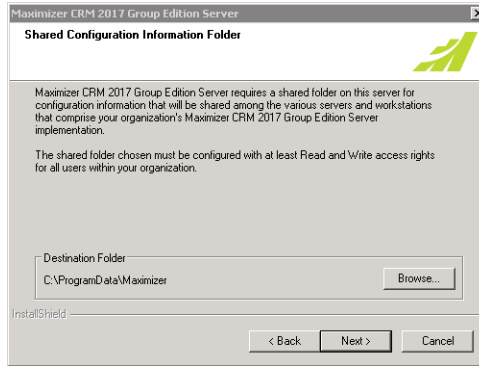 Maximizer CRM 2017 Group Edition Server
Shared Configuration Information Folder
Maximizer CRM 2017 Group Edition Server requires a shared folder on this server for
configuration information that will be shared among the various servers and workstations
that comprise your organization's Maximizer CRM 2017 Group Edition Server
implementation.
The shared folder chosen must be configured with at least Read and Write access rights
for all users within your organization.
Destination Folder
C:\ProgramData\Maximizer
Browse...
InstallShield
< Back
Next >
Cancel